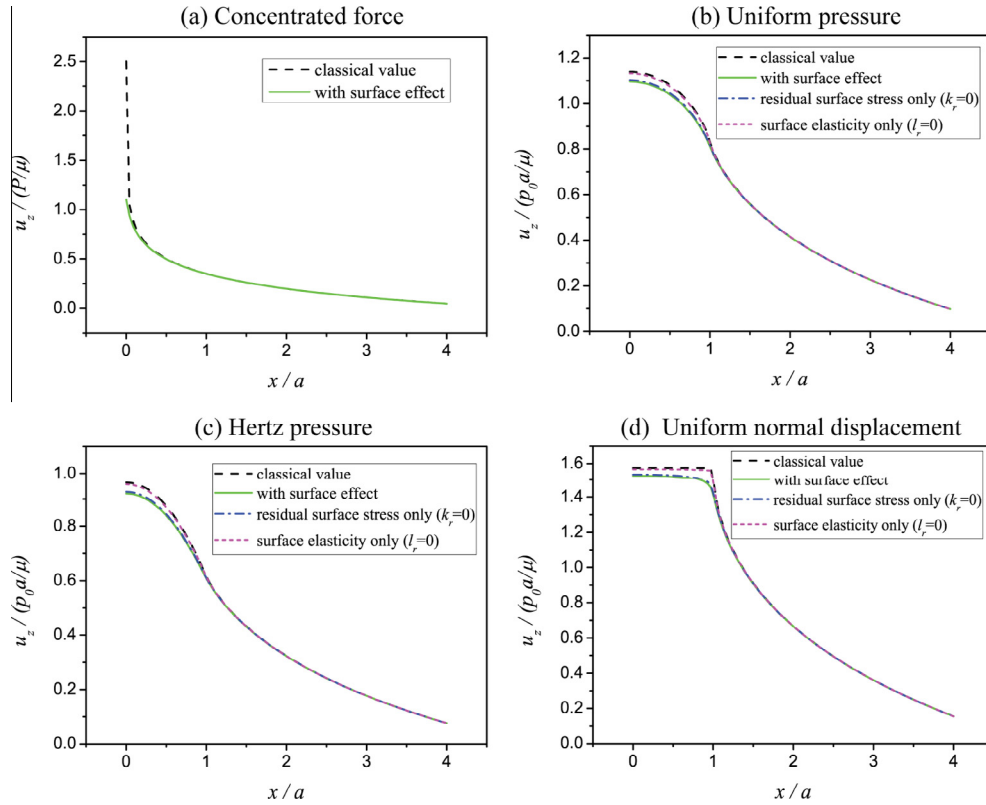 (a) Concentrated force
2.5
2.0
1.5
1.0
0.5
0.0
u_z / (P/μ)
classical value
with surface effect
0
1
2
3
4
x / a
(b) Uniform pressure
1.2
1.0
0.8
0.6
0.4
0.2
0.0
u_z / (p_0a/μ)
classical value
with surface effect
residual surface stress only (k_r=0)
surface elasticity only (l_r=0)
0
1
2
3
4
x / a
(c) Hertz pressure
1.0
0.8
0.6
0.4
0.2
0.0
u_z / (p_0a/μ)
classical value
with surface effect
residual surface stress only (k_r=0)
surface elasticity only (l_r=0)
0
1
2
3
4
x / a
(d) Uniform normal displacement
1.6
1.4
1.2
1.0
0.8
0.6
0.4
0.2
0.0
u_z / (p_0a/μ)
classical value
with surface effect
residual surface stress only (k_r=0)
surface elasticity only (l_r=0)
0
1
2
3
4
x / a